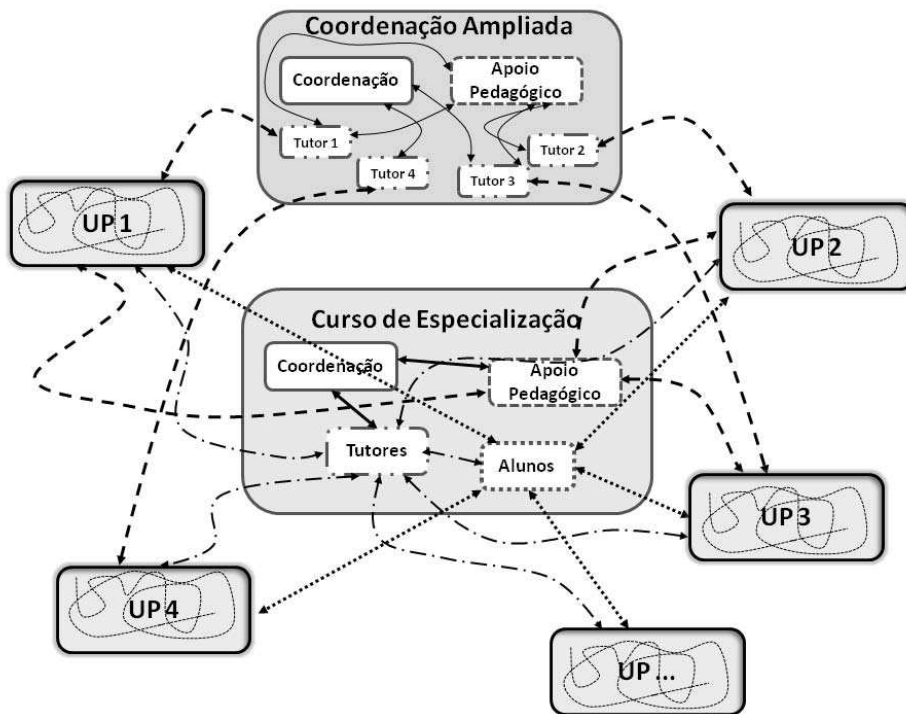 Coordenação Ampliada
Coordenação
Apoio
Pedagógico
Tutor 1
Tutor 2
Tutor 4
Tutor 3
UP 1
UP 2
Curso de Especialização
Coordenação
Apoio
Pedagógico
Tutores
Alunos
UP 3
UP 4
UP ...